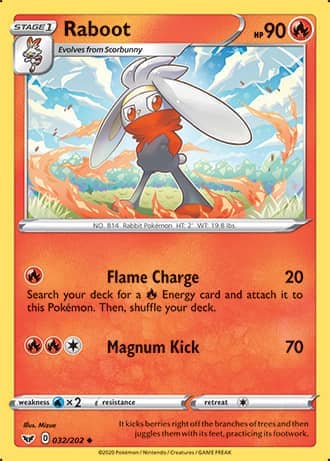 STAGE 1
Raboot
HP 90
Evolves from Scorbunny
NO. 814 Rabbit Pokémon HT: 2' WT: 19.8 lbs.
Flame Charge 20
Search your deck for a Energy card and attach it
to this Pokémon. Then, shuffle your deck.
Magnum Kick 70
weakness ×2 resistance retreat
Illus. Mizue
It kicks berries right off the branches of trees and then
juggles them with its feet, practicing its footwork.
D 032/202
©2020 Pokémon / Nintendo / Creatures / GAME FREAK